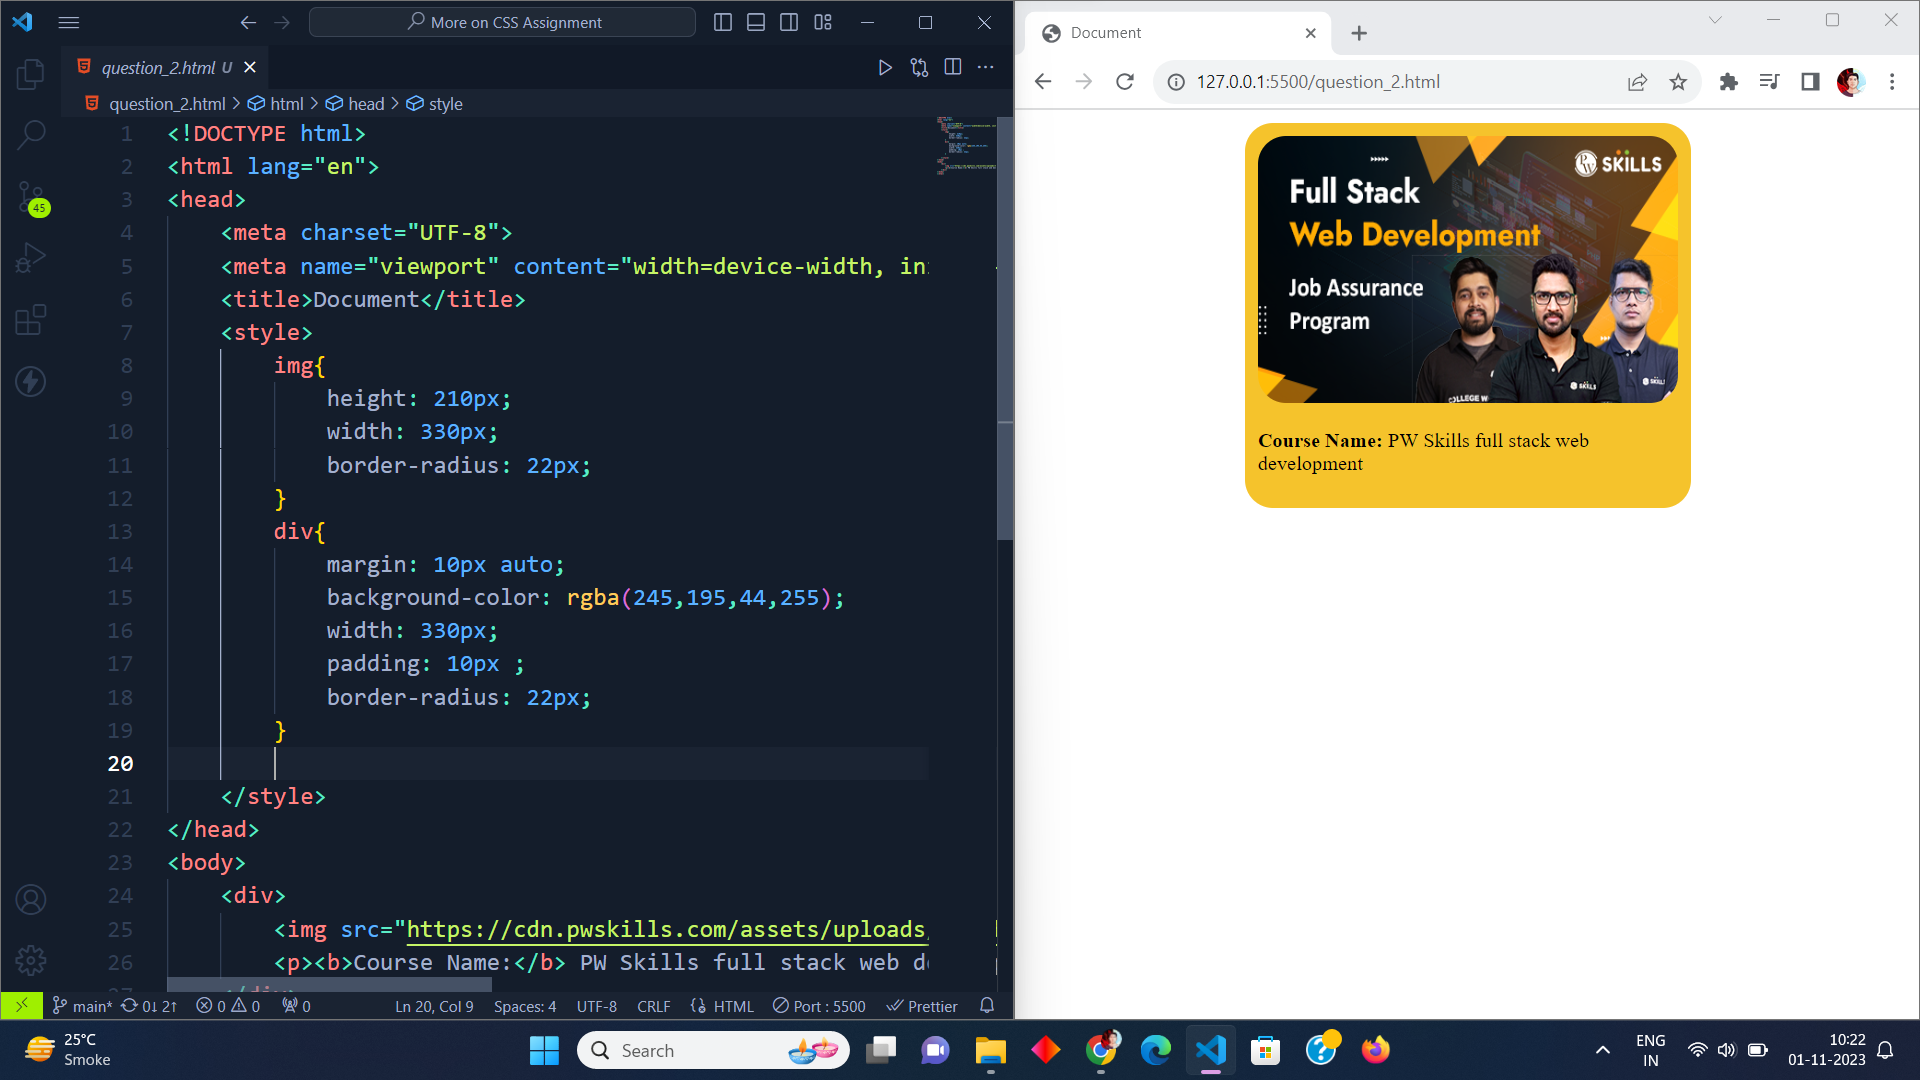 More on CSS Assignment
question_2.html U
question_2.html > html > head > style
1 <!DOCTYPE html>
2 <html lang="en">
3 <head>
4 <meta charset="UTF-8">
5 <meta name="viewport" content="width=device-width, in
6 <title>Document</title>
7 <style>
8 img{
9 height: 210px;
10 width: 330px;
11 border-radius: 22px;
12 }
13 div{
14 margin: 10px auto;
15 background-color: rgba(245,195,44,255);
16 width: 330px;
17 padding: 10px ;
18 border-radius: 22px;
19 }
20
21 </style>
22 </head>
23 <body>
24 <div>
25 <img src="https://cdn.pwskills.com/assets/uploads/
26 <p><b>Course Name:</b> PW Skills full stack web d
27 </div>
45
main* 0↓ 2↑ 0 0 0 Ln 20, Col 9 Spaces: 4 UTF-8 CRLF HTML Port : 5500 Prettier
Document
127.0.0.1:5500/question_2.html
PW SKILLS
Full Stack
Web Development
Job Assurance
Program
COLLEGE W
SKILLS
SKILL
Course Name: PW Skills full stack web
development
25°C
Smoke
Search
ENG
IN
10:22
01-11-2023